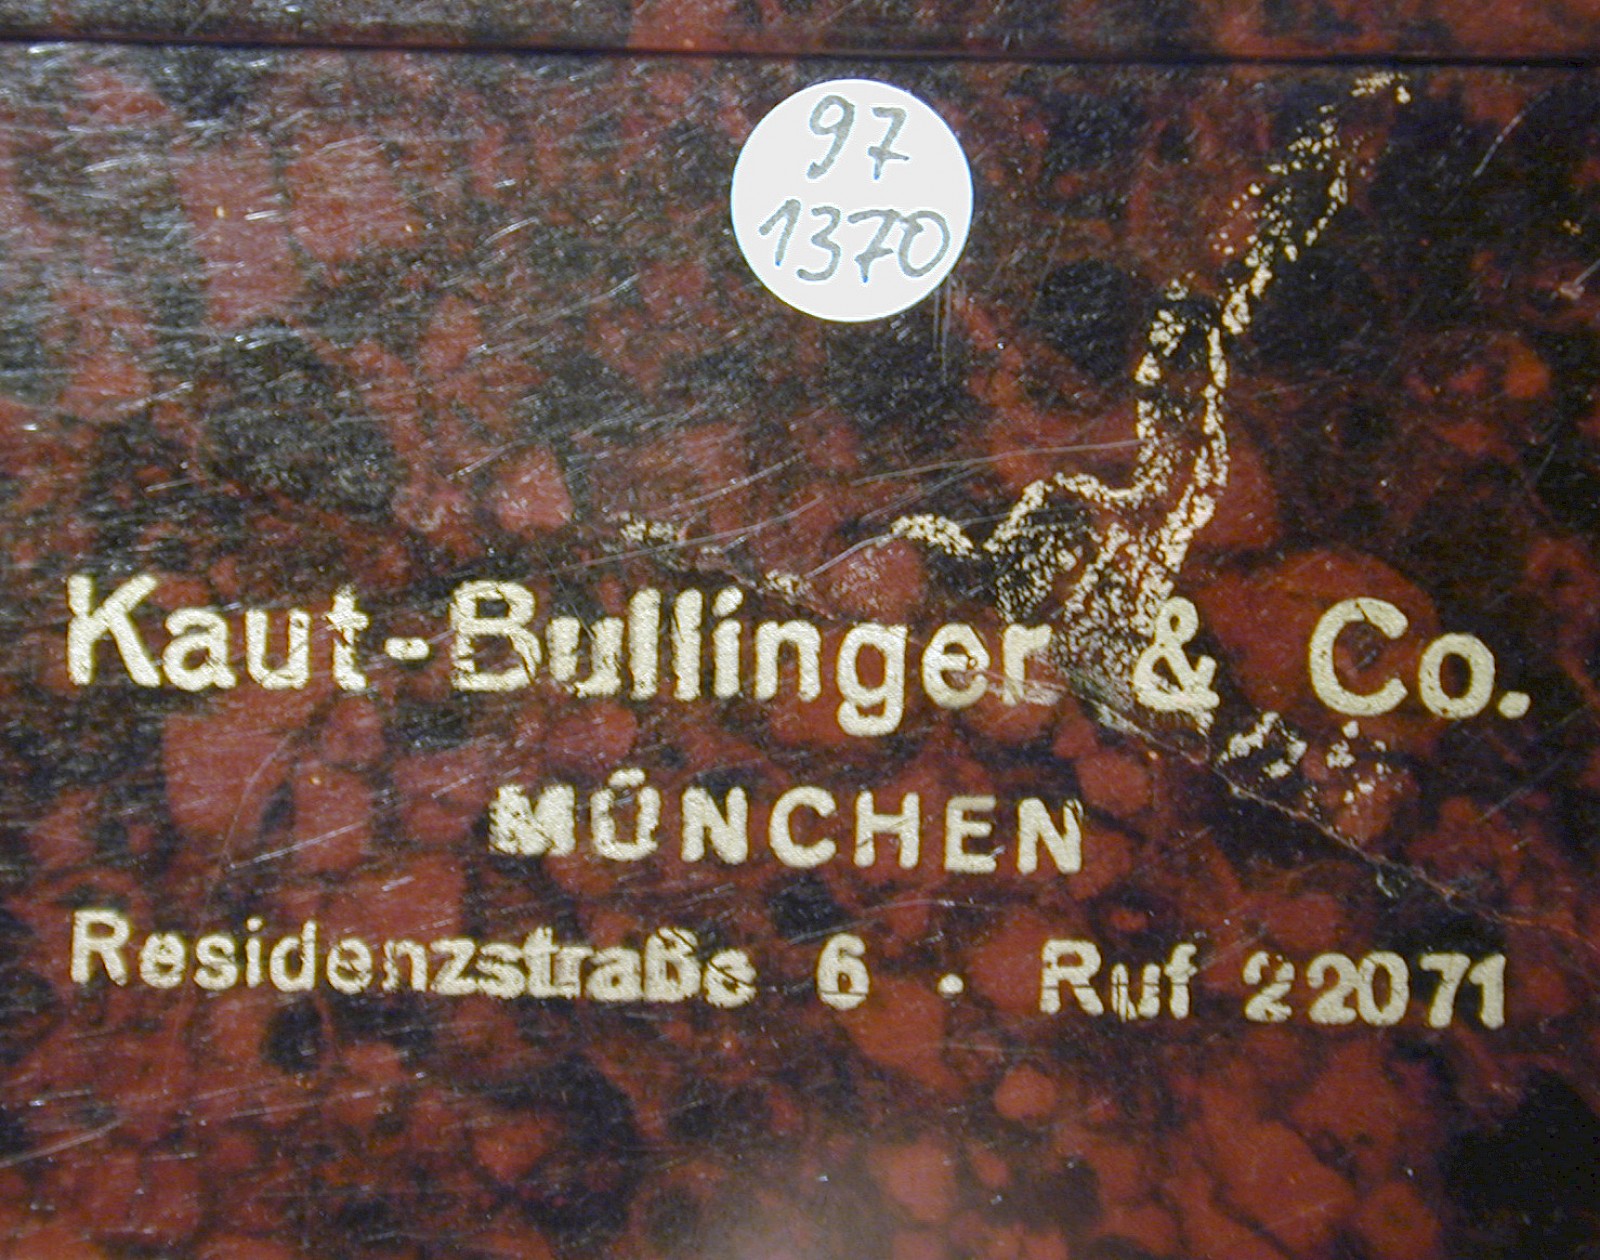 97
1370
Kaut-Bullinger & Co.
MÜNCHEN
Residenzstraße 6 · Ruf 22071